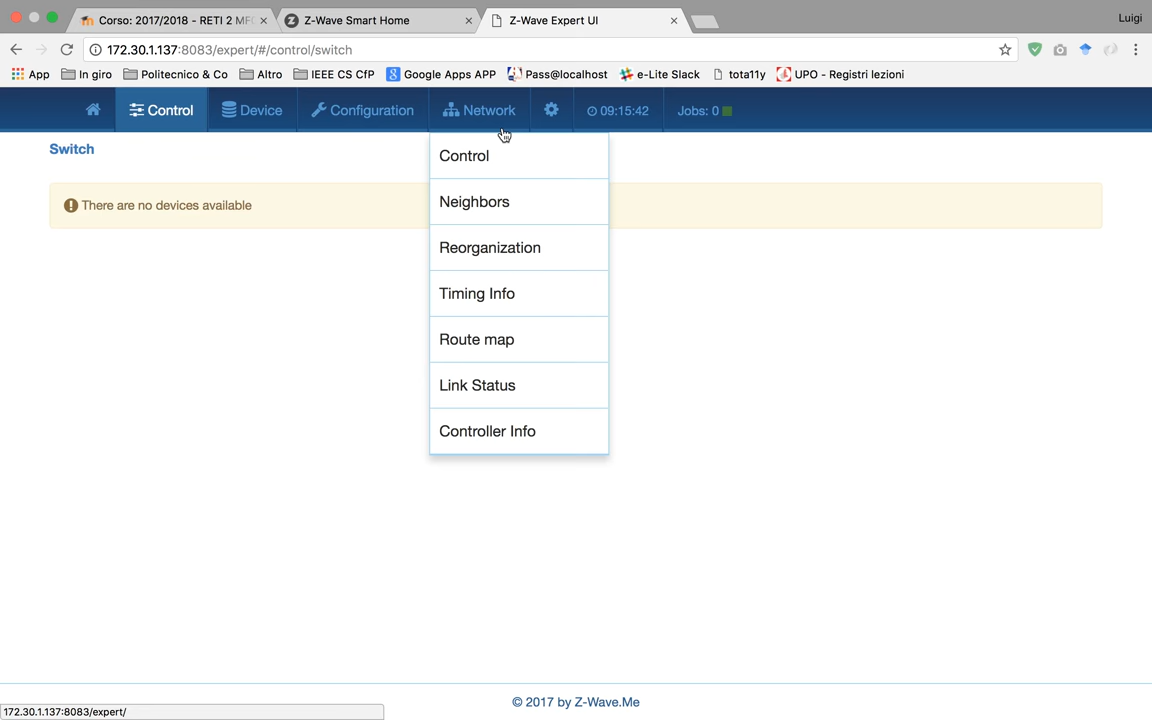 Corso: 2017/2018 - RETI 2 MFC
Z-Wave Smart Home
Z-Wave Expert UI
Luigi
172.30.1.137:8083/expert/#/control/switch
App
In giro
Politecnico & Co
Altro
IEEE CS CfP
Google Apps APP
Pass@localhost
e-Lite Slack
tota11y
UPO - Registri lezioni
Control
Device
Configuration
Network
09:15:42
Jobs: 0
Switch
There are no devices available
Control
Neighbors
Reorganization
Timing Info
Route map
Link Status
Controller Info
© 2017 by Z-Wave.Me
172.30.1.137:8083/expert/